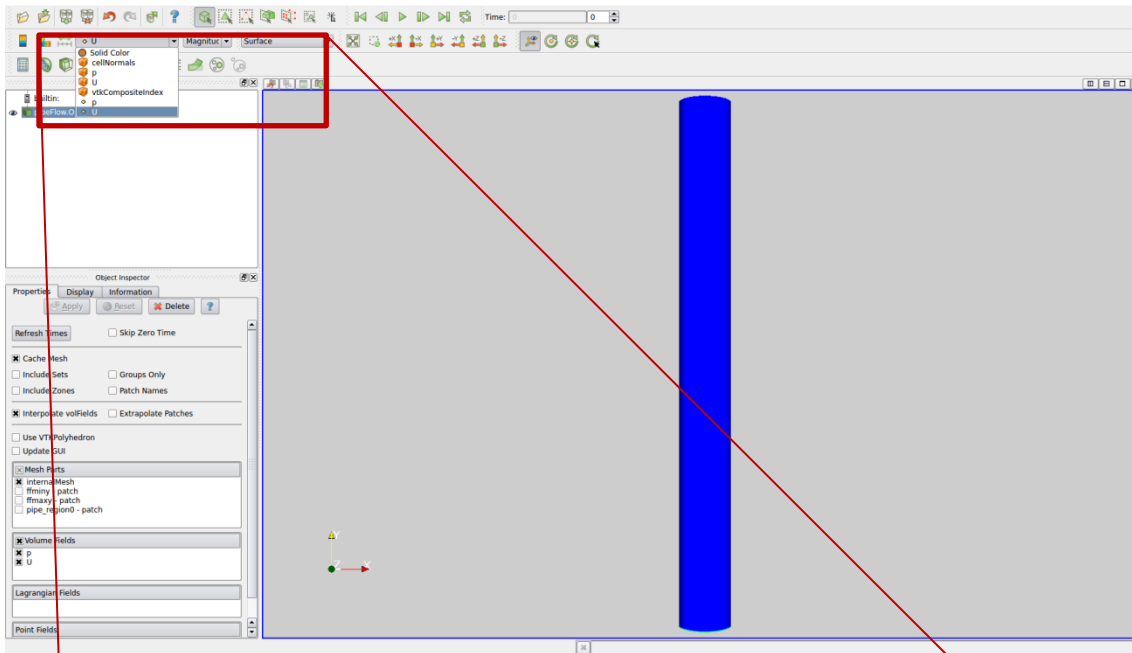 Time: 0 0
U Magnituc Surface
Solid Color
cellNormals
p
U
vtkCompositeIndex
p
U
builtin:
Object Inspector
Properties Display Information
Apply Reset Delete ?
Refresh Times Skip Zero Time
Cache Mesh
Include Sets Groups Only
Include Zones Patch Names
Interpolate volFields Extrapolate Patches
Use VTKPolyhedron
Update GUI
Mesh Parts
internalMesh
ffminy - patch
ffmaxy - patch
pipe_region0 - patch
Volume Fields
p
U
Lagrangian Fields
Point Fields
Y
Z X